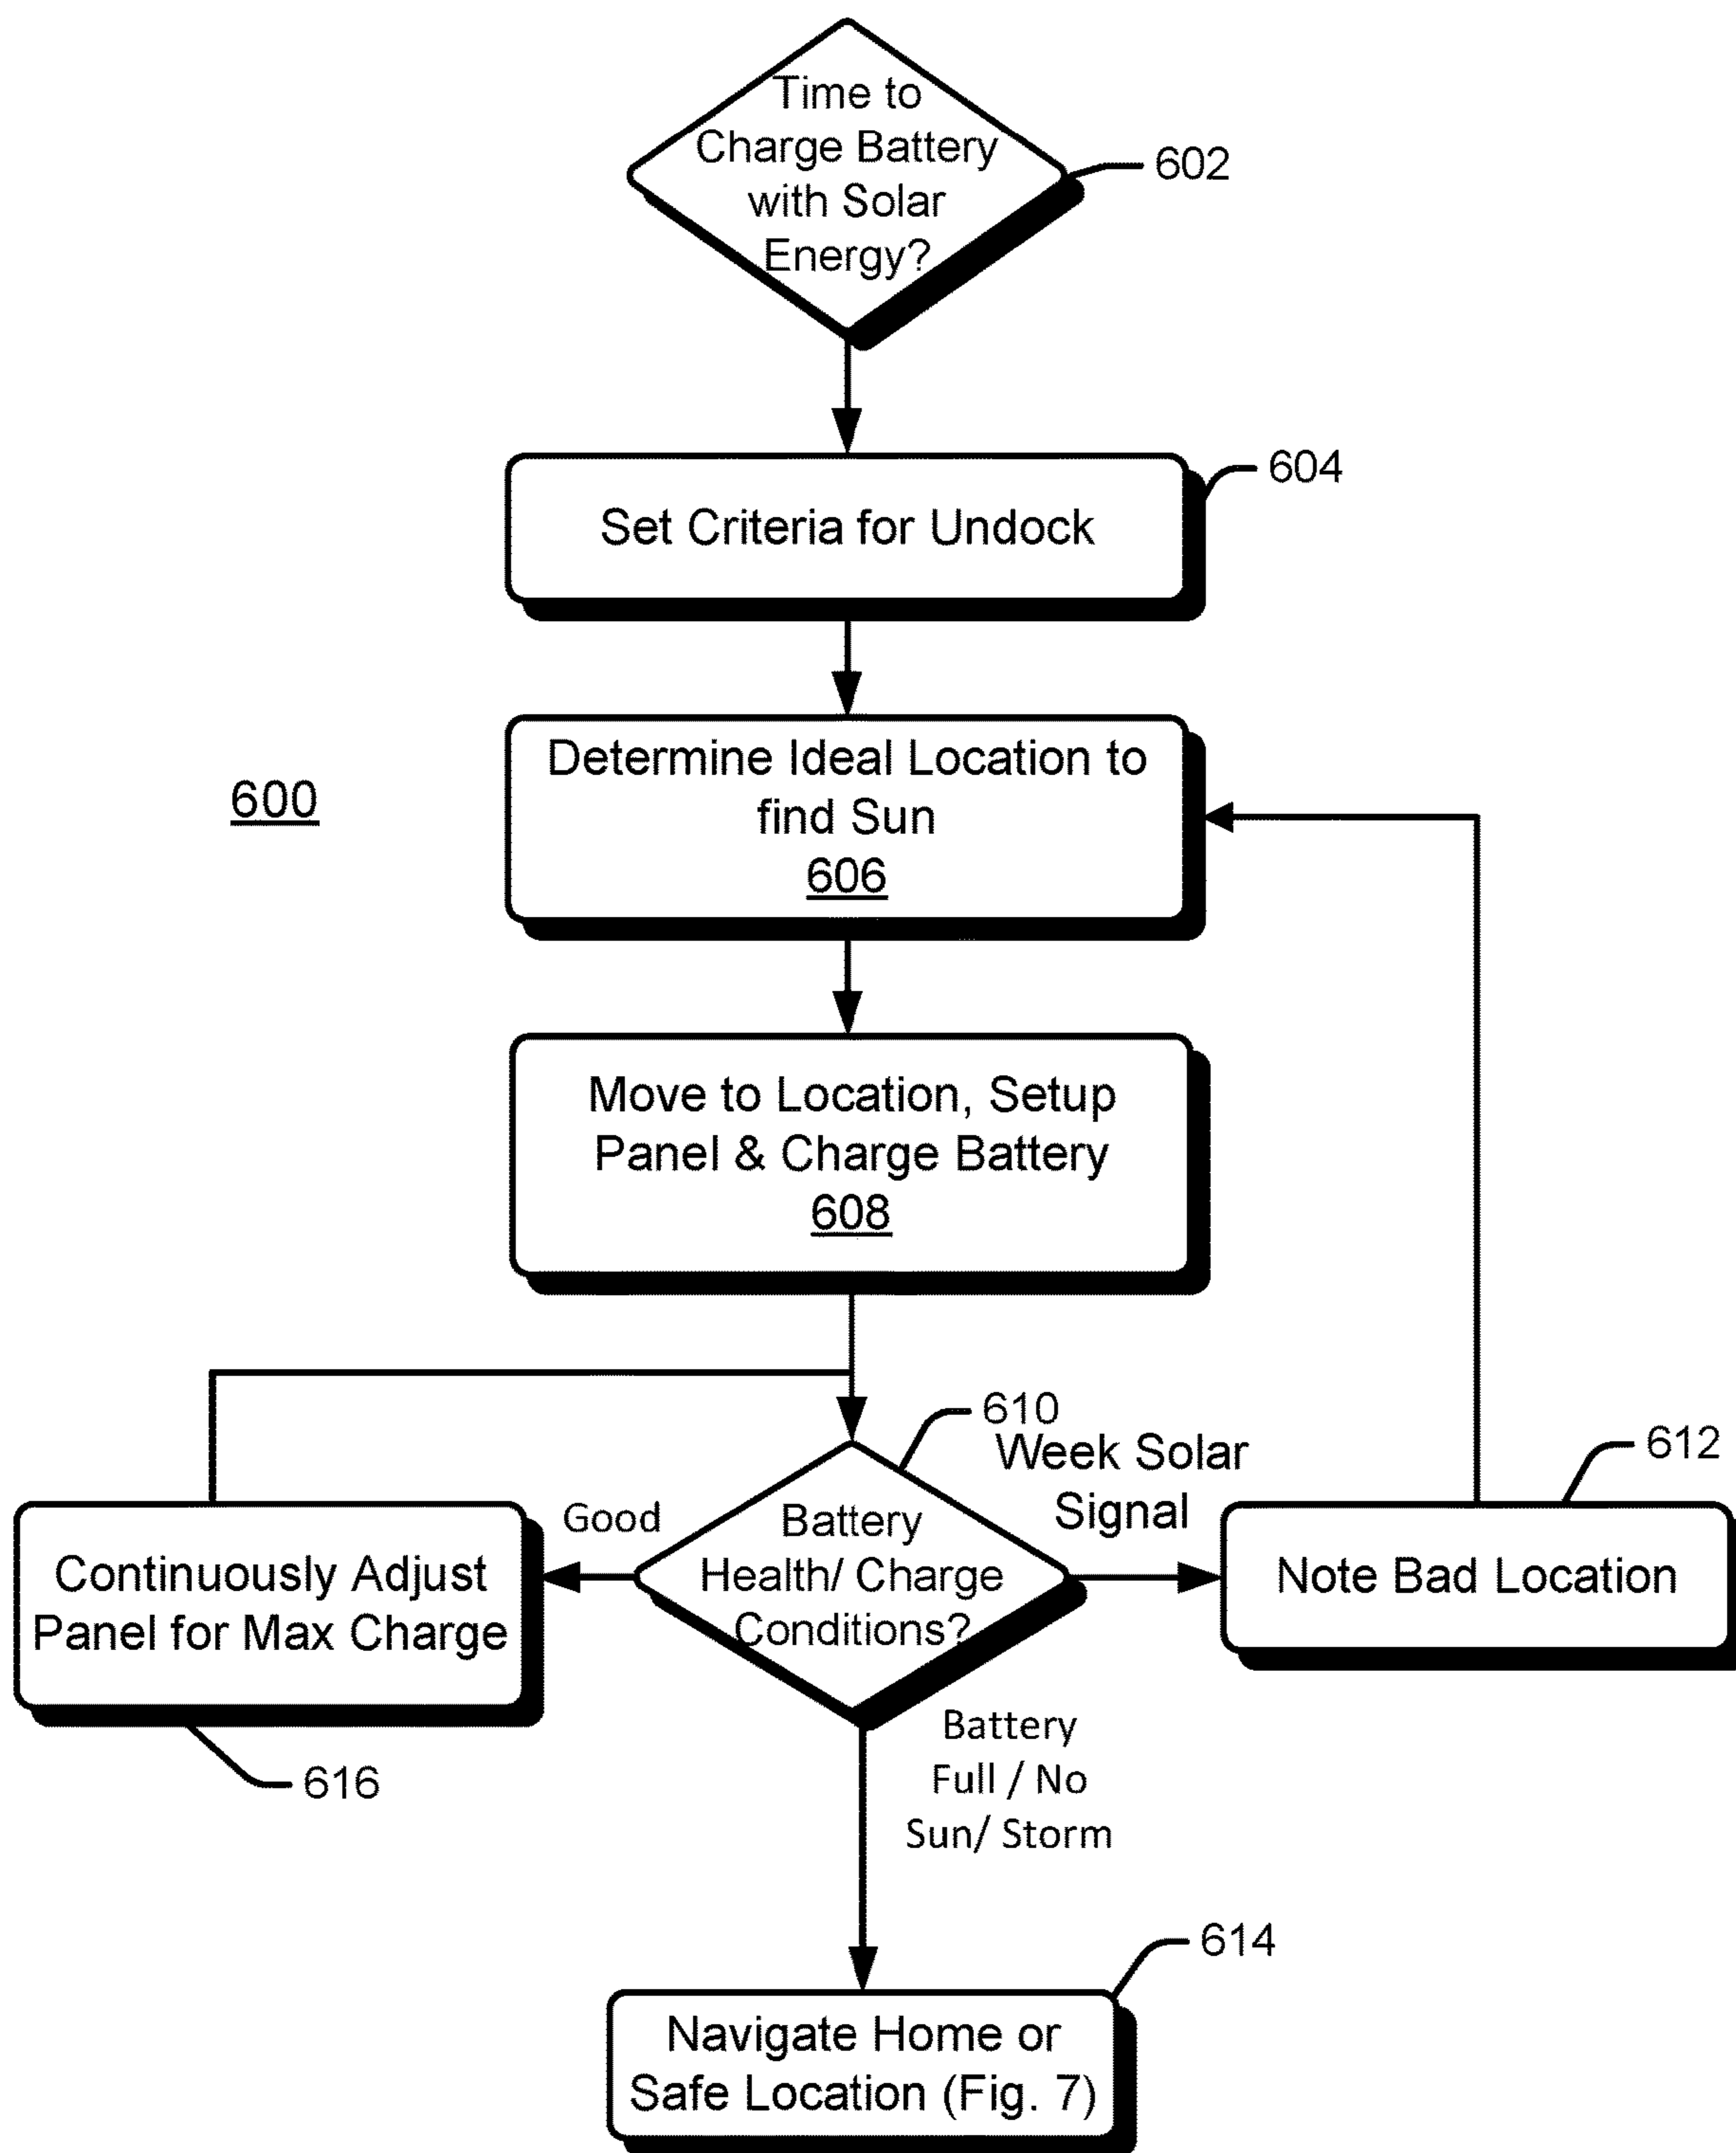 Time to
Charge Battery
with Solar
Energy?
602
604
Set Criteria for Undock
600
Determine Ideal Location to
find Sun
606
Move to Location, Setup
Panel & Charge Battery
608
610
Week Solar
Signal
612
Good
Battery
Health/ Charge
Conditions?
Continuously Adjust
Panel for Max Charge
Note Bad Location
616
Battery
Full / No
Sun/ Storm
614
Navigate Home or
Safe Location (Fig. 7)